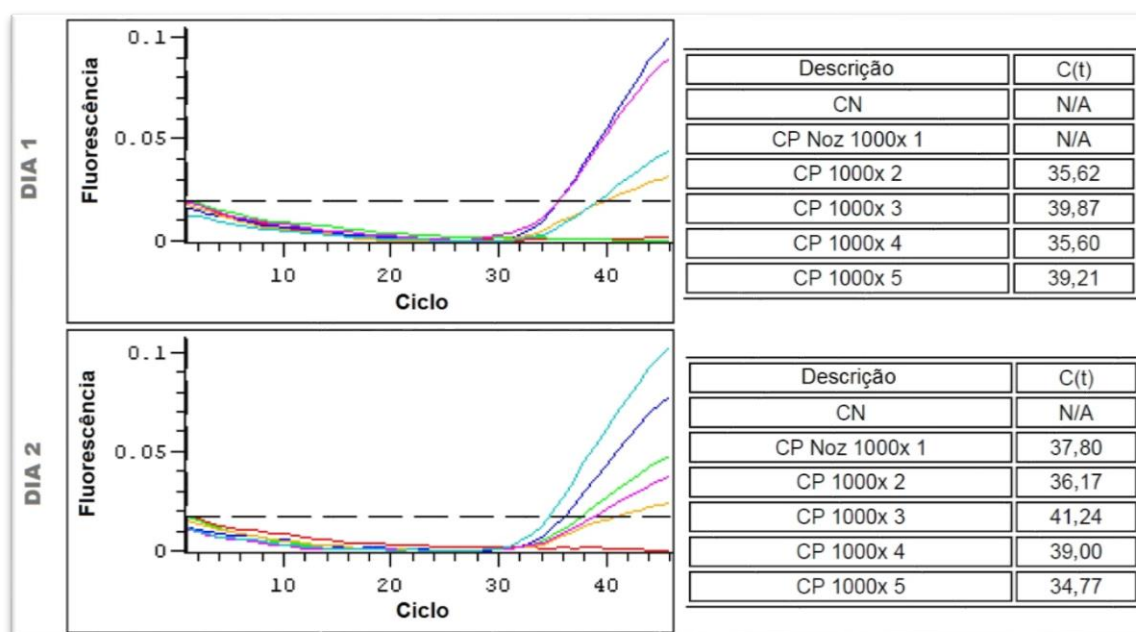 DIA 1
Fluorescência
0.1
0.05
0
10 20 30 40
Ciclo
Descrição C(t)
CN N/A
CP Noz 1000x 1 N/A
CP 1000x 2 35,62
CP 1000x 3 39,87
CP 1000x 4 35,60
CP 1000x 5 39,21
DIA 2
Fluorescência
0.1
0.05
0
10 20 30 40
Ciclo
Descrição C(t)
CN N/A
CP Noz 1000x 1 37,80
CP 1000x 2 36,17
CP 1000x 3 41,24
CP 1000x 4 39,00
CP 1000x 5 34,77